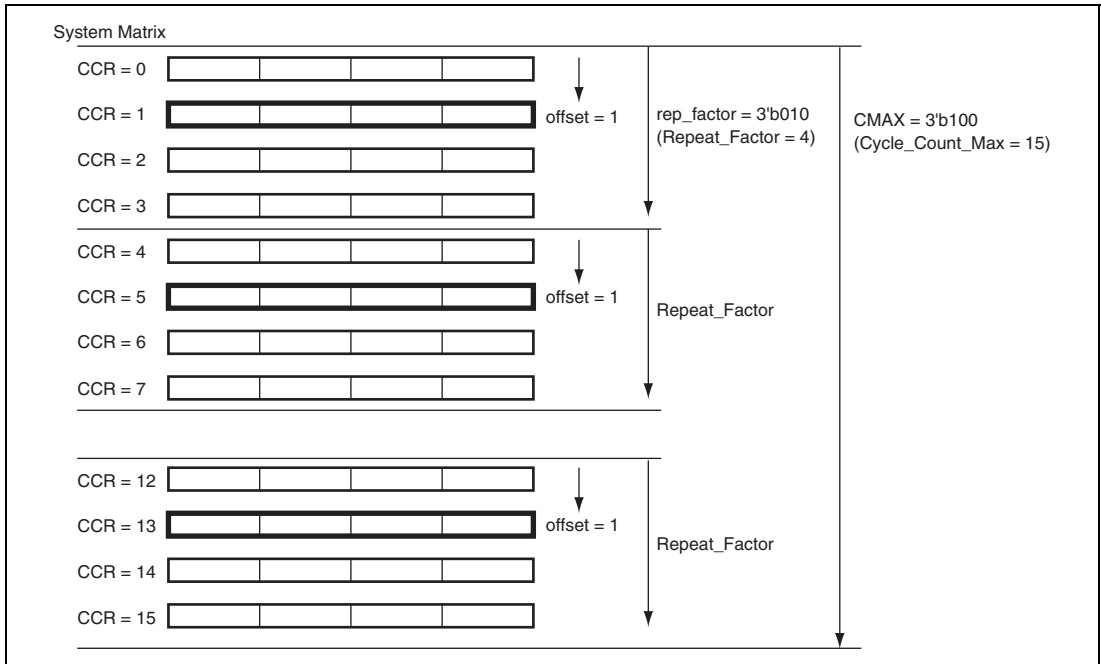 System Matrix
CCR = 0
CCR = 1
offset = 1
rep_factor = 3'b010
(Repeat_Factor = 4)
CMAX = 3'b100
(Cycle_Count_Max = 15)
CCR = 2
CCR = 3
CCR = 4
CCR = 5
offset = 1
Repeat_Factor
CCR = 6
CCR = 7
CCR = 12
CCR = 13
offset = 1
Repeat_Factor
CCR = 14
CCR = 15